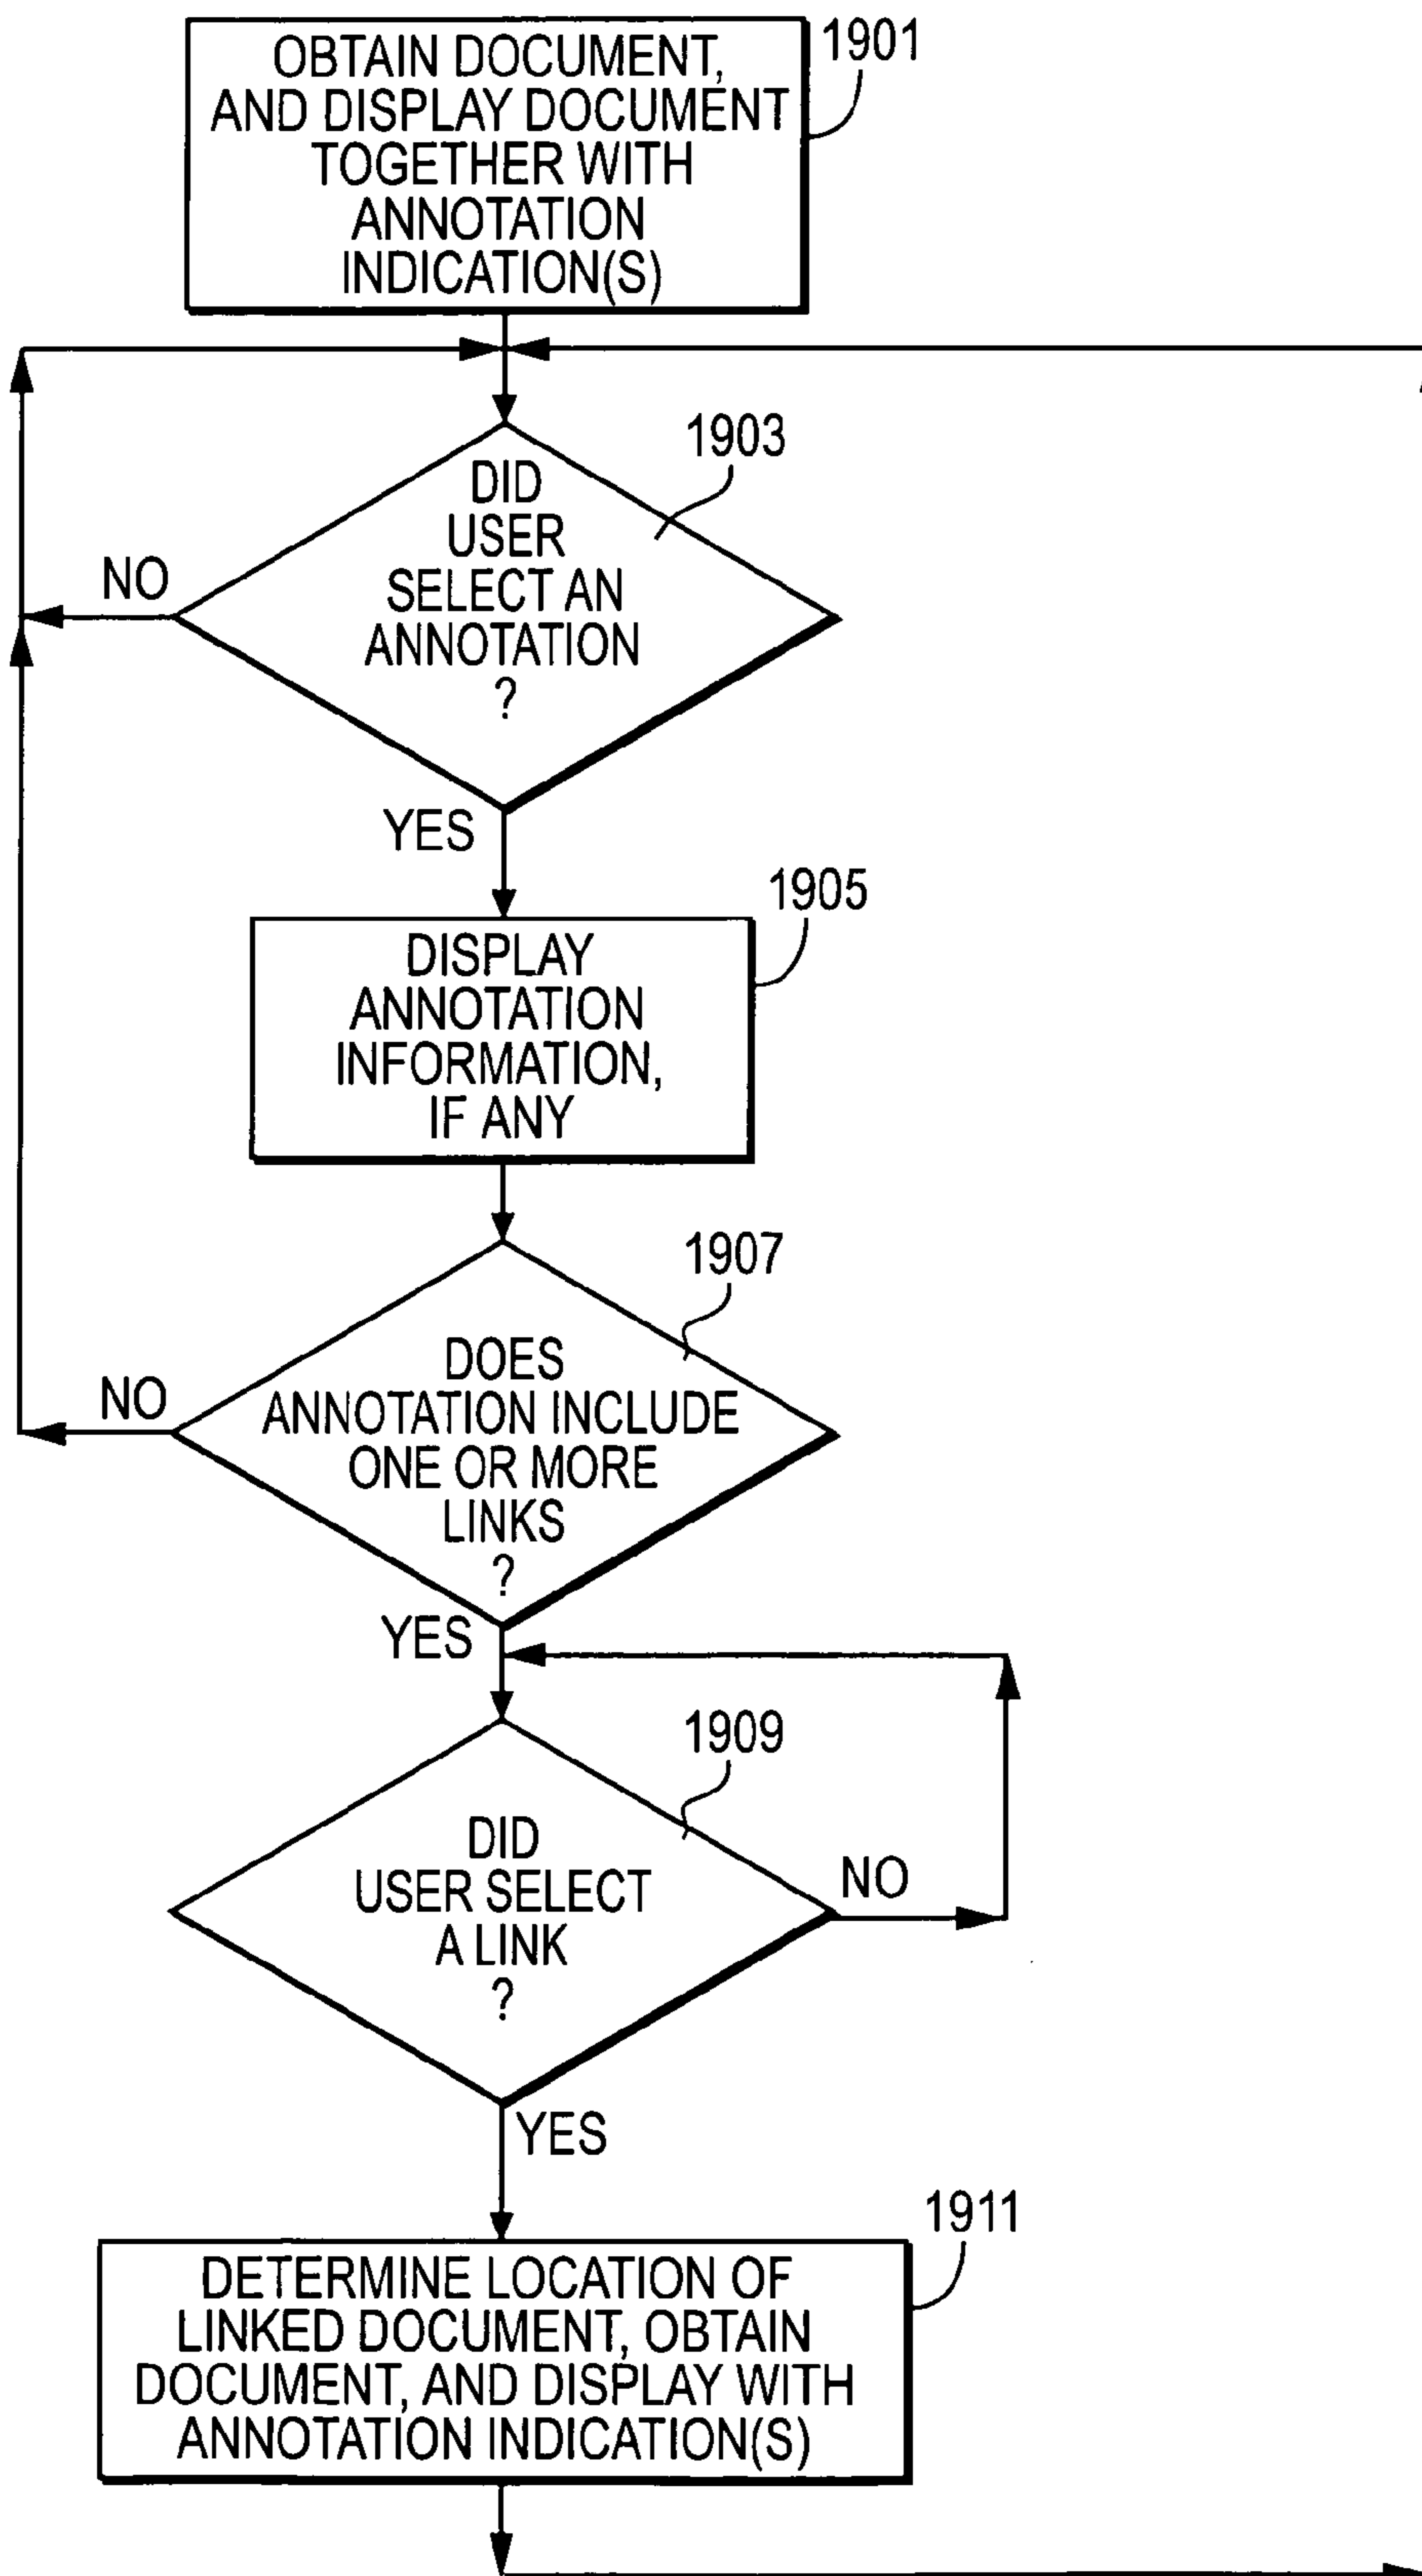 1901
OBTAIN DOCUMENT,
AND DISPLAY DOCUMENT
TOGETHER WITH
ANNOTATION
INDICATION(S)
1903
DID
USER
SELECT AN
ANNOTATION
?
NO
YES
1905
DISPLAY
ANNOTATION
INFORMATION,
IF ANY
1907
DOES
ANNOTATION INCLUDE
ONE OR MORE
LINKS
?
NO
YES
1909
DID
USER SELECT
A LINK
?
NO
YES
1911
DETERMINE LOCATION OF
LINKED DOCUMENT, OBTAIN
DOCUMENT, AND DISPLAY WITH
ANNOTATION INDICATION(S)